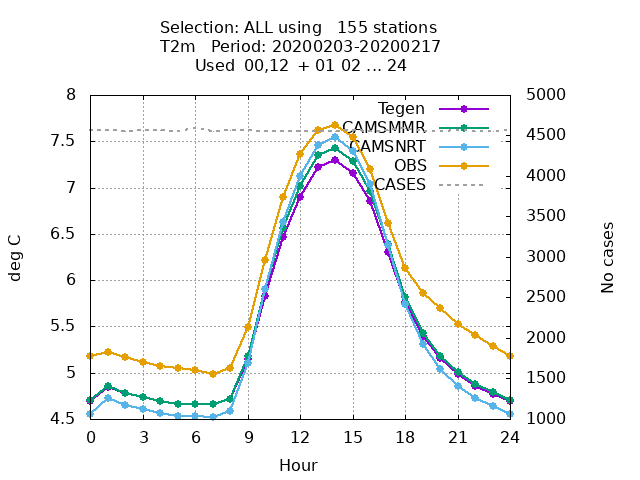 Selection: ALL using   155 stations
T2m   Period: 20200203-20200217
Used  00,12  + 01 02 ... 24
8
7.5
7
6.5
6
5.5
5
4.5
5000
4500
4000
3500
3000
2500
2000
1500
1000
deg C
No cases
Tegen
CAMSMMR
CAMSNRT
OBS
CASES
0 3 6 9 12 15 18 21 24
Hour